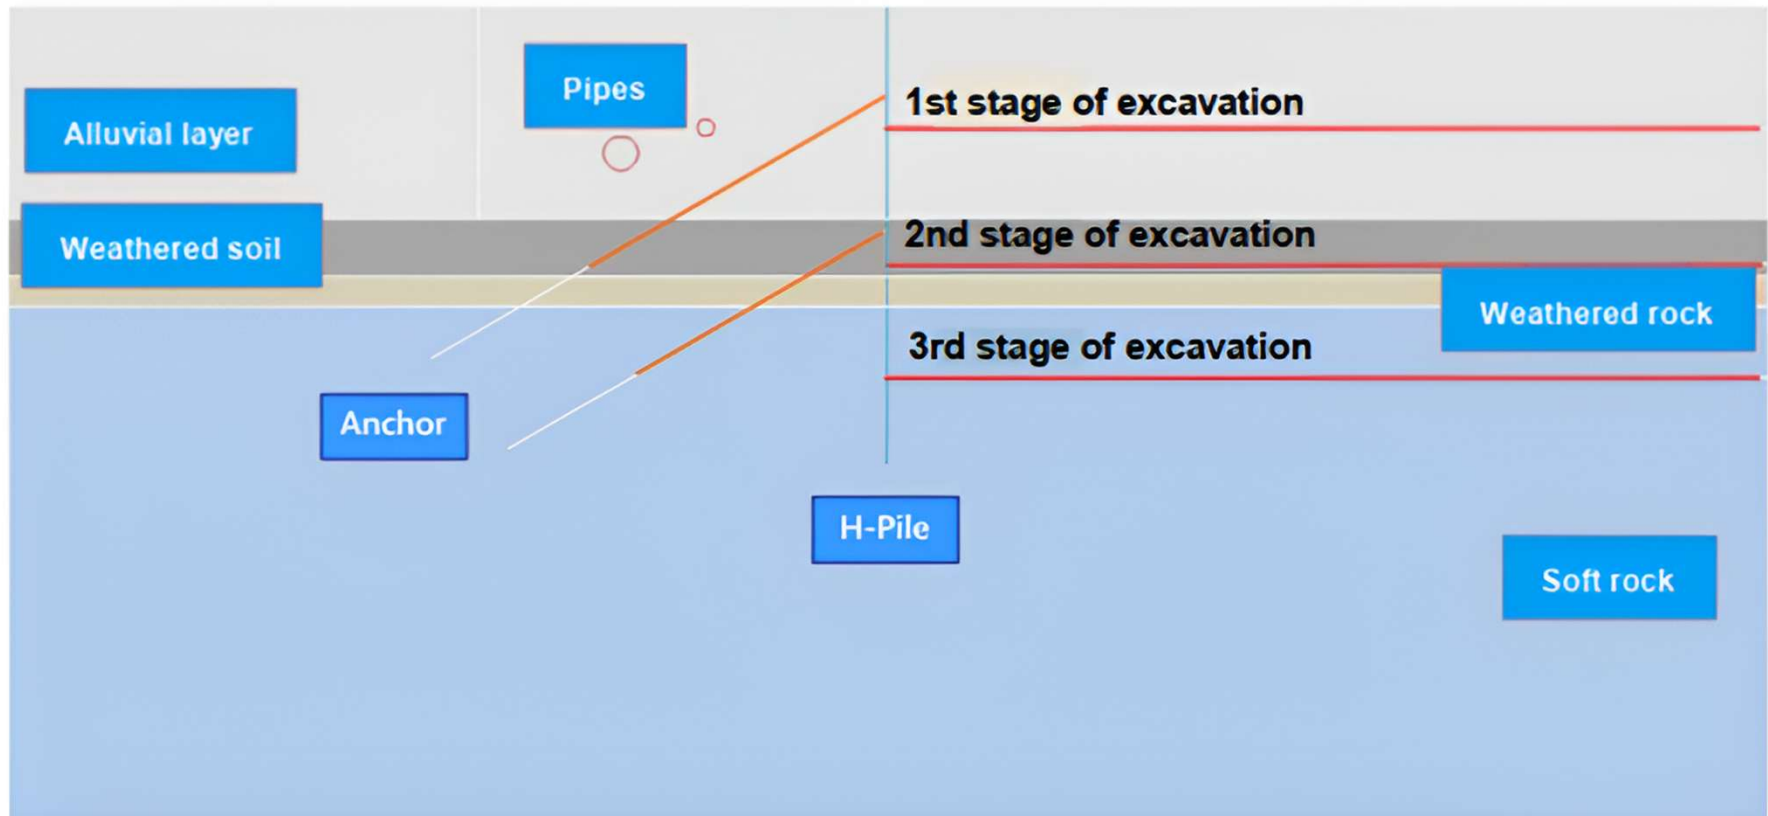 Pipes
1st stage of excavation
Alluvial layer
2nd stage of excavation
Weathered soil
Weathered rock
3rd stage of excavation
Anchor
H-Pile
Soft rock